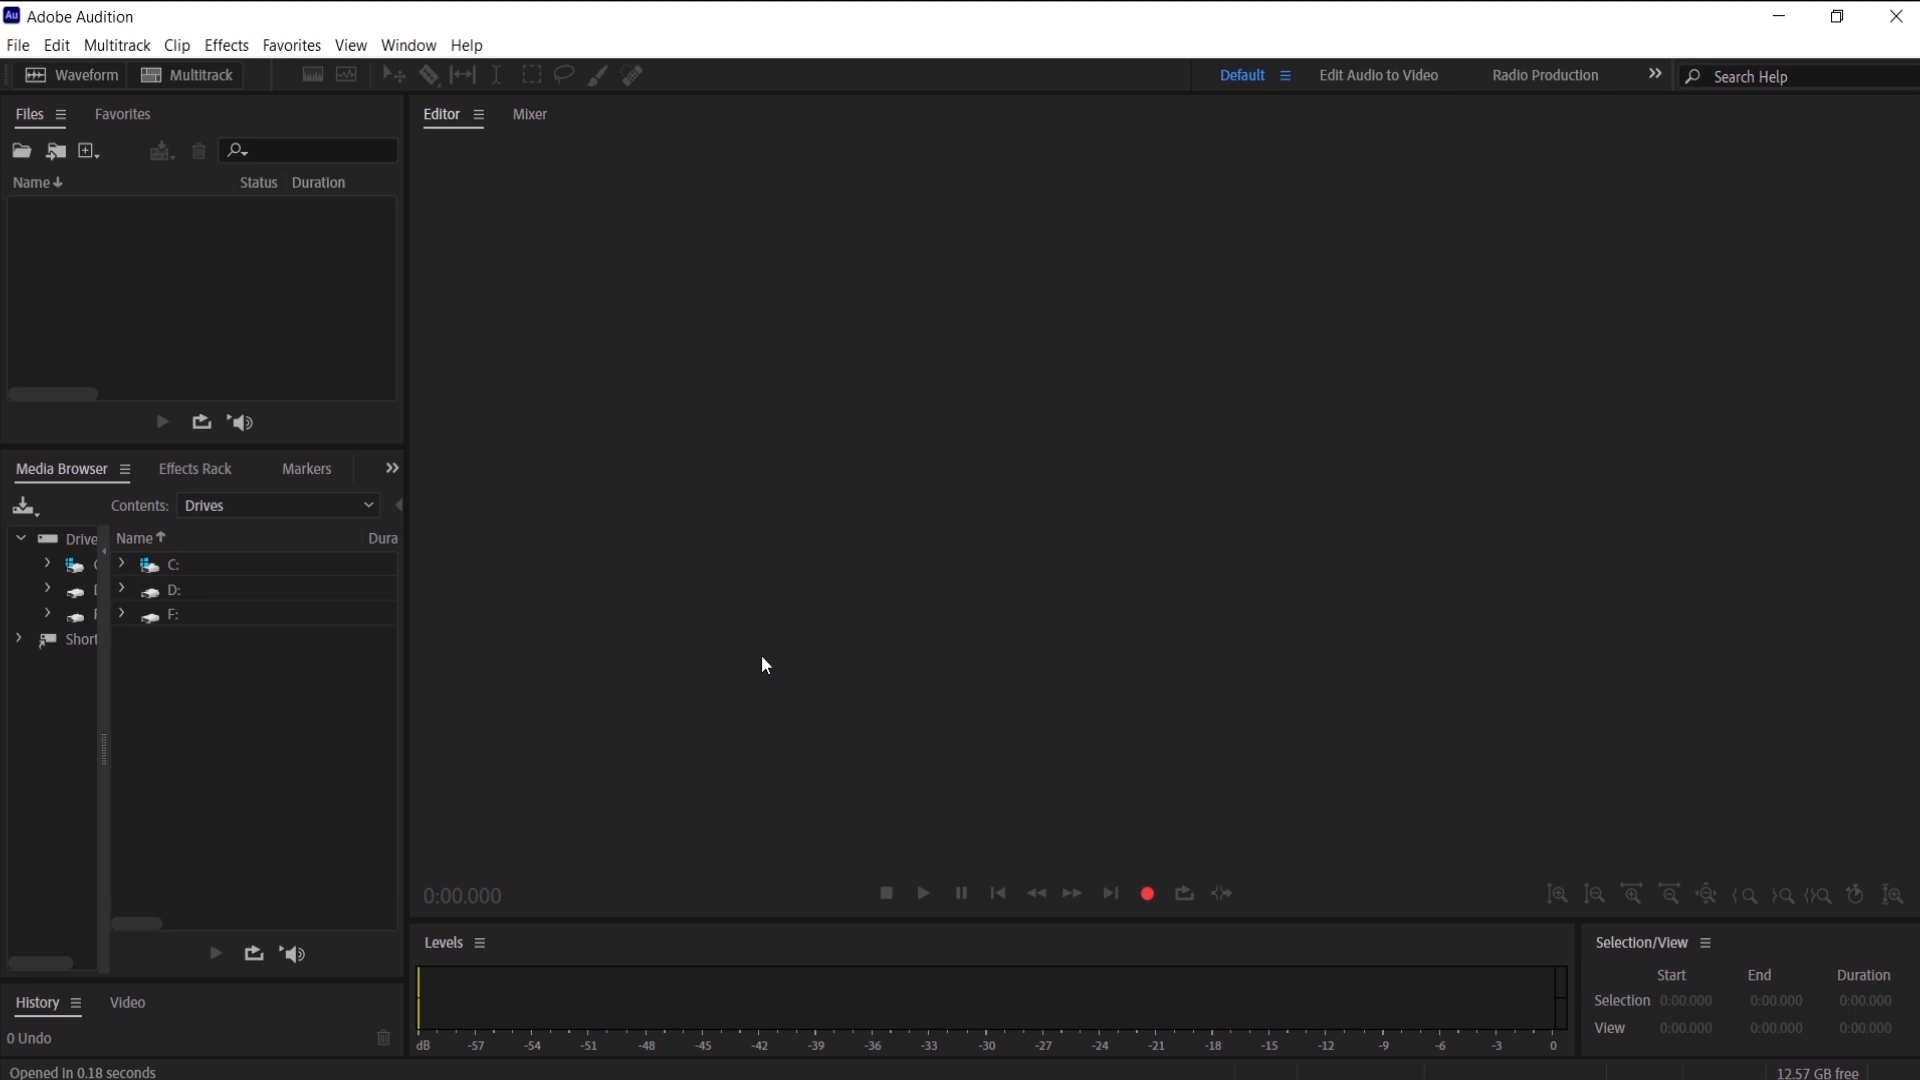 Au Adobe Audition
File Edit Multitrack Clip Effects Favorites View Window Help
Waveform Multitrack Default Edit Audio to Video Radio Production Search Help
Files Favorites
Editor Mixer
Name Status Duration
Media Browser Effects Rack Markers
Contents: Drives
Drive
Name Dura
C:
D:
F:
Short
0:00.000
Levels
dB -57 -54 -51 -48 -45 -42 -39 -36 -33 -30 -27 -24 -21 -18 -15 -12 -9 -6 -3 0
Selection/View
Start End Duration
Selection 0:00.000 0:00.000 0:00.000
View 0:00.000 0:00.000 0:00.000
History Video
0 Undo
Opened in 0.18 seconds
12.57 GB free